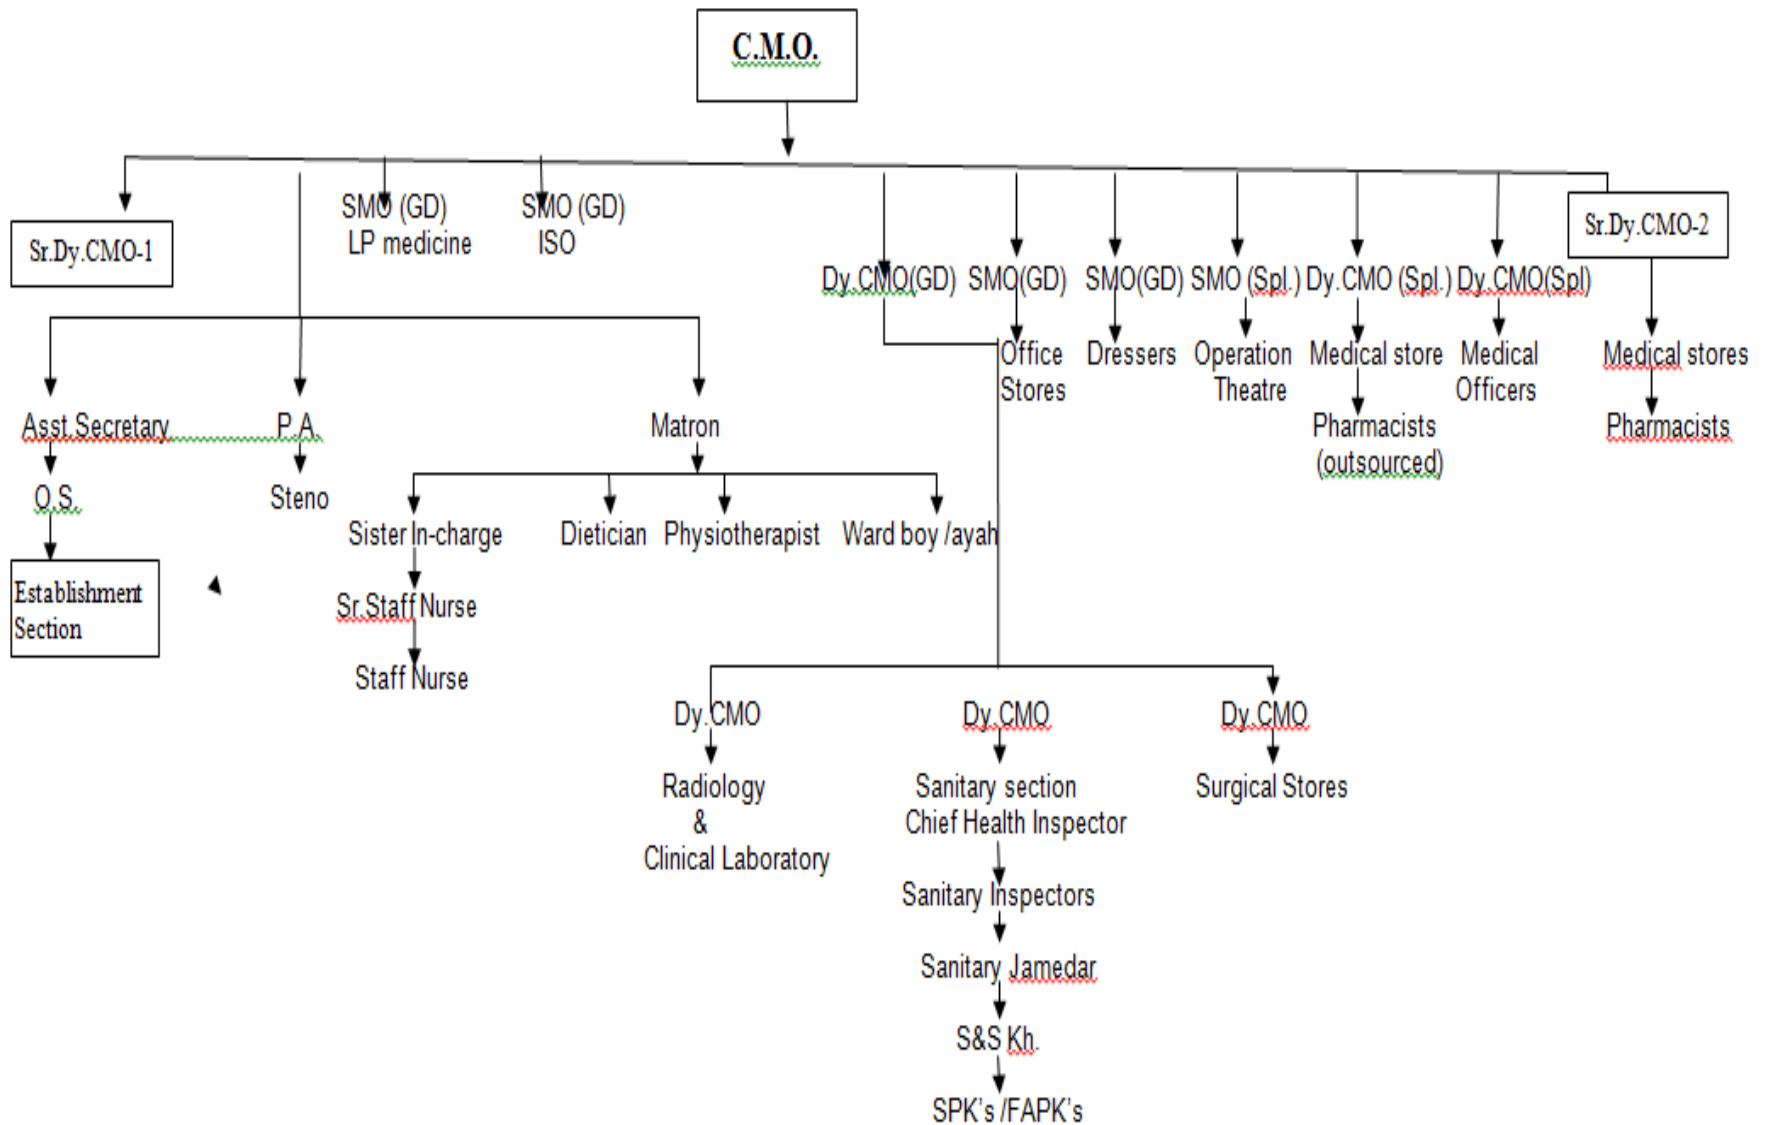 C.M.O.
Sr.Dy.CMO-1
SMO (GD)
LP medicine
SMO (GD)
ISO
Dy.CMO(GD)
SMO(GD)
SMO(GD)
SMO (Spl.)
Dy.CMO (Spl.)
Dy.CMO(Spl)
Sr.Dy.CMO-2
Office
Stores
Dressers
Operation
Theatre
Medical store
Medical
Officers
Medical stores
Pharmacists
(outsourced)
Pharmacists
Asst.Secretary
P.A.
Matron
O.S.
Steno
Sister In-charge
Dietician
Physiotherapist
Ward boy /ayah
Establishment
Section
Sr.Staff Nurse
Staff Nurse
Dy.CMO
Dy.CMO
Dy.CMO
Radiology
&
Clinical Laboratory
Sanitary section
Chief Health Inspector
Surgical Stores
Sanitary Inspectors
Sanitary Jamedar
S&S Kh.
SPK's /FAPK's